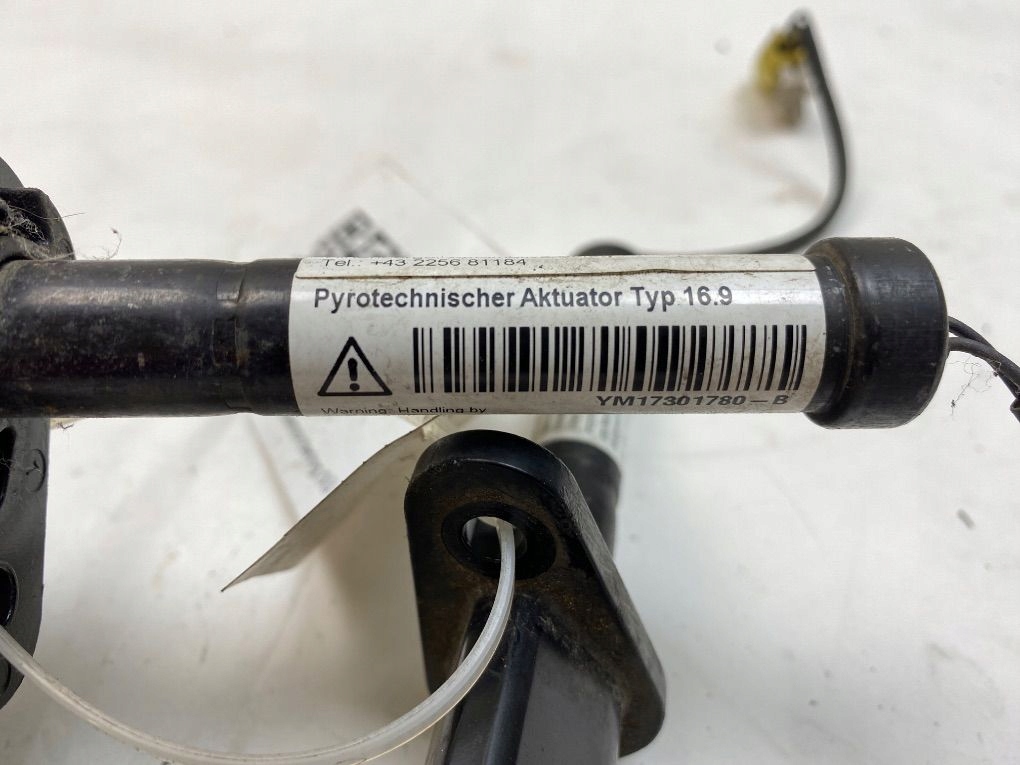 Tel.: +43 2256 81184
Pyrotechnischer Aktuator Typ 16.9
YM17301780 – B
Warning: Handling by